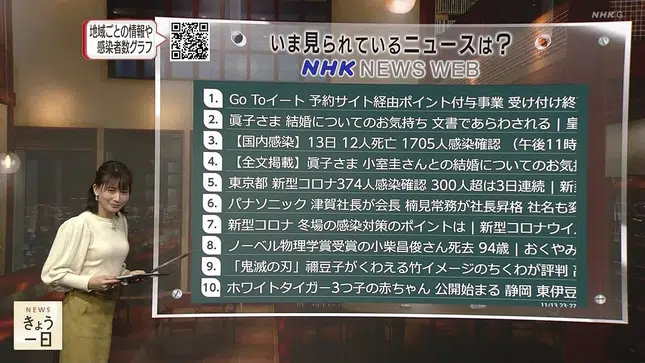 地域ごとの情報や
感染者数グラフ
NHK G
いま見られているニュースは?
NHK NEWS WEB
1. Go Toイート 予約サイト経由ポイント付与事業 受け付け終
2. 眞子さま 結婚についてのお気持ち 文書であらわされる | 皇
3. 【国内感染】13日 12人死亡 1705人感染確認 (午後11時
4. 【全文掲載】眞子さま 小室圭さんとの結婚についてのお気
5. 東京都 新型コロナ374人感染確認 300人超は3日連続 | 新
6. パナソニック 津賀社長が会長 楠見常務が社長昇格 社名も変
7. 新型コロナ 冬場の感染対策のポイントは | 新型コロナウイ
8. ノーベル物理学賞受賞の小柴昌俊さん死去 94歳 | おくやみ
9. 「鬼滅の刃」禰豆子がくわえる竹イメージのちくわが評判
10. ホワイトタイガー3つ子の赤ちゃん 公開始まる 静岡 東伊豆
11/13 23:27
NEWS
きょう
一日